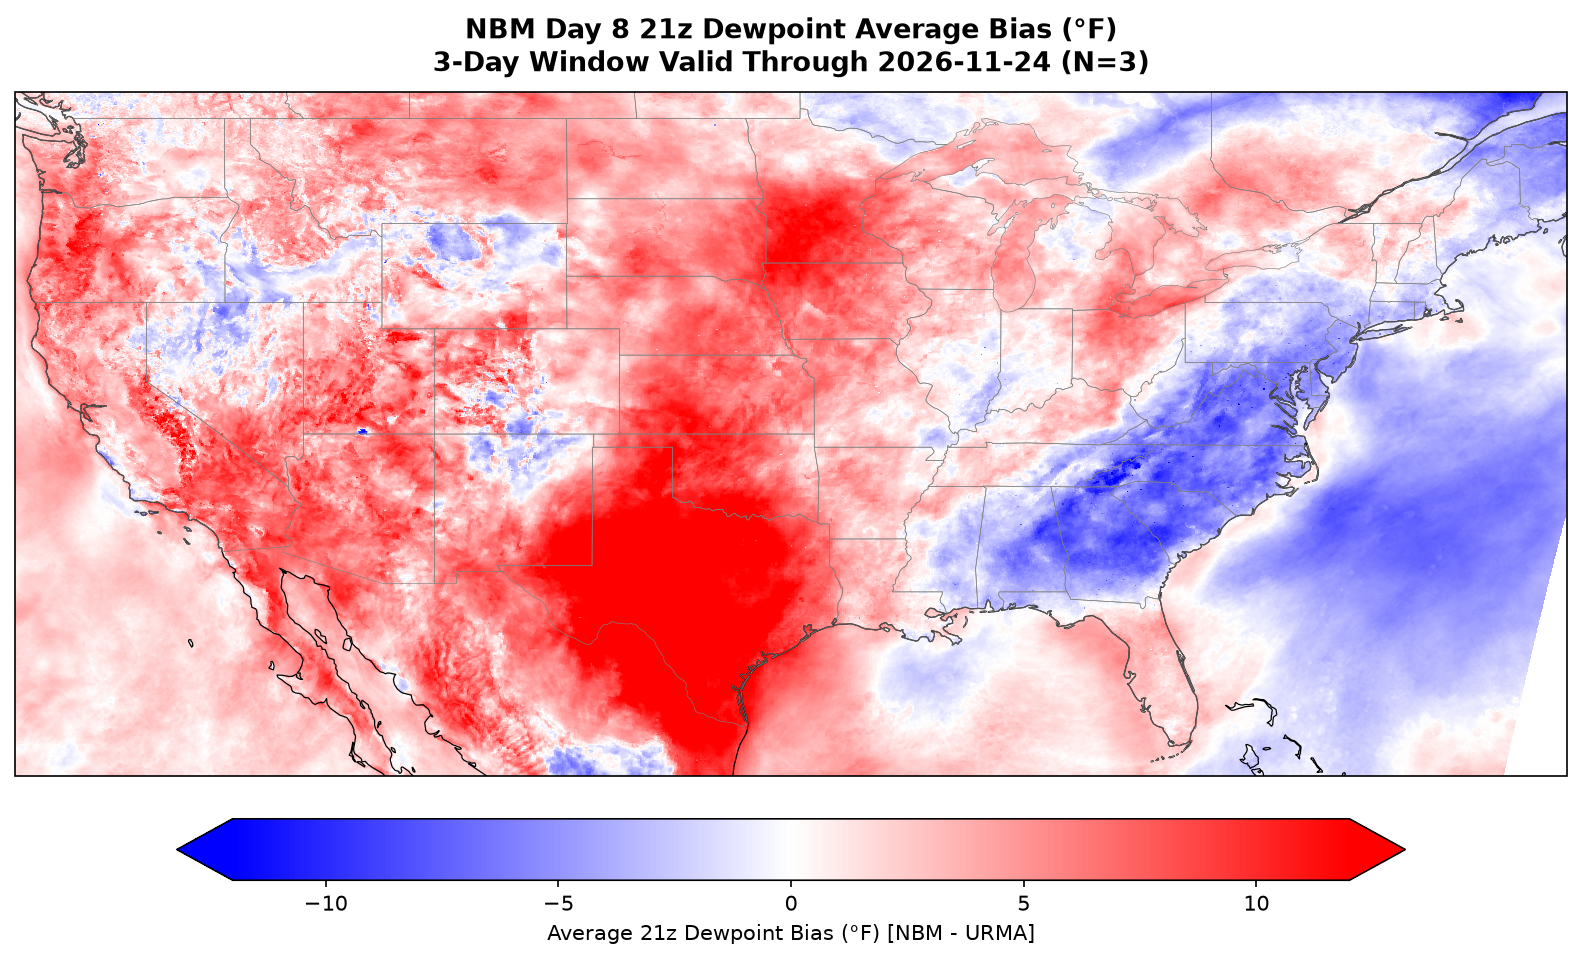 NBM Day 8 21z Dewpoint Average Bias (°F)
3-Day Window Valid Through 2026-11-24 (N=3)
−10 −5 0 5 10
Average 21z Dewpoint Bias (°F) [NBM - URMA]